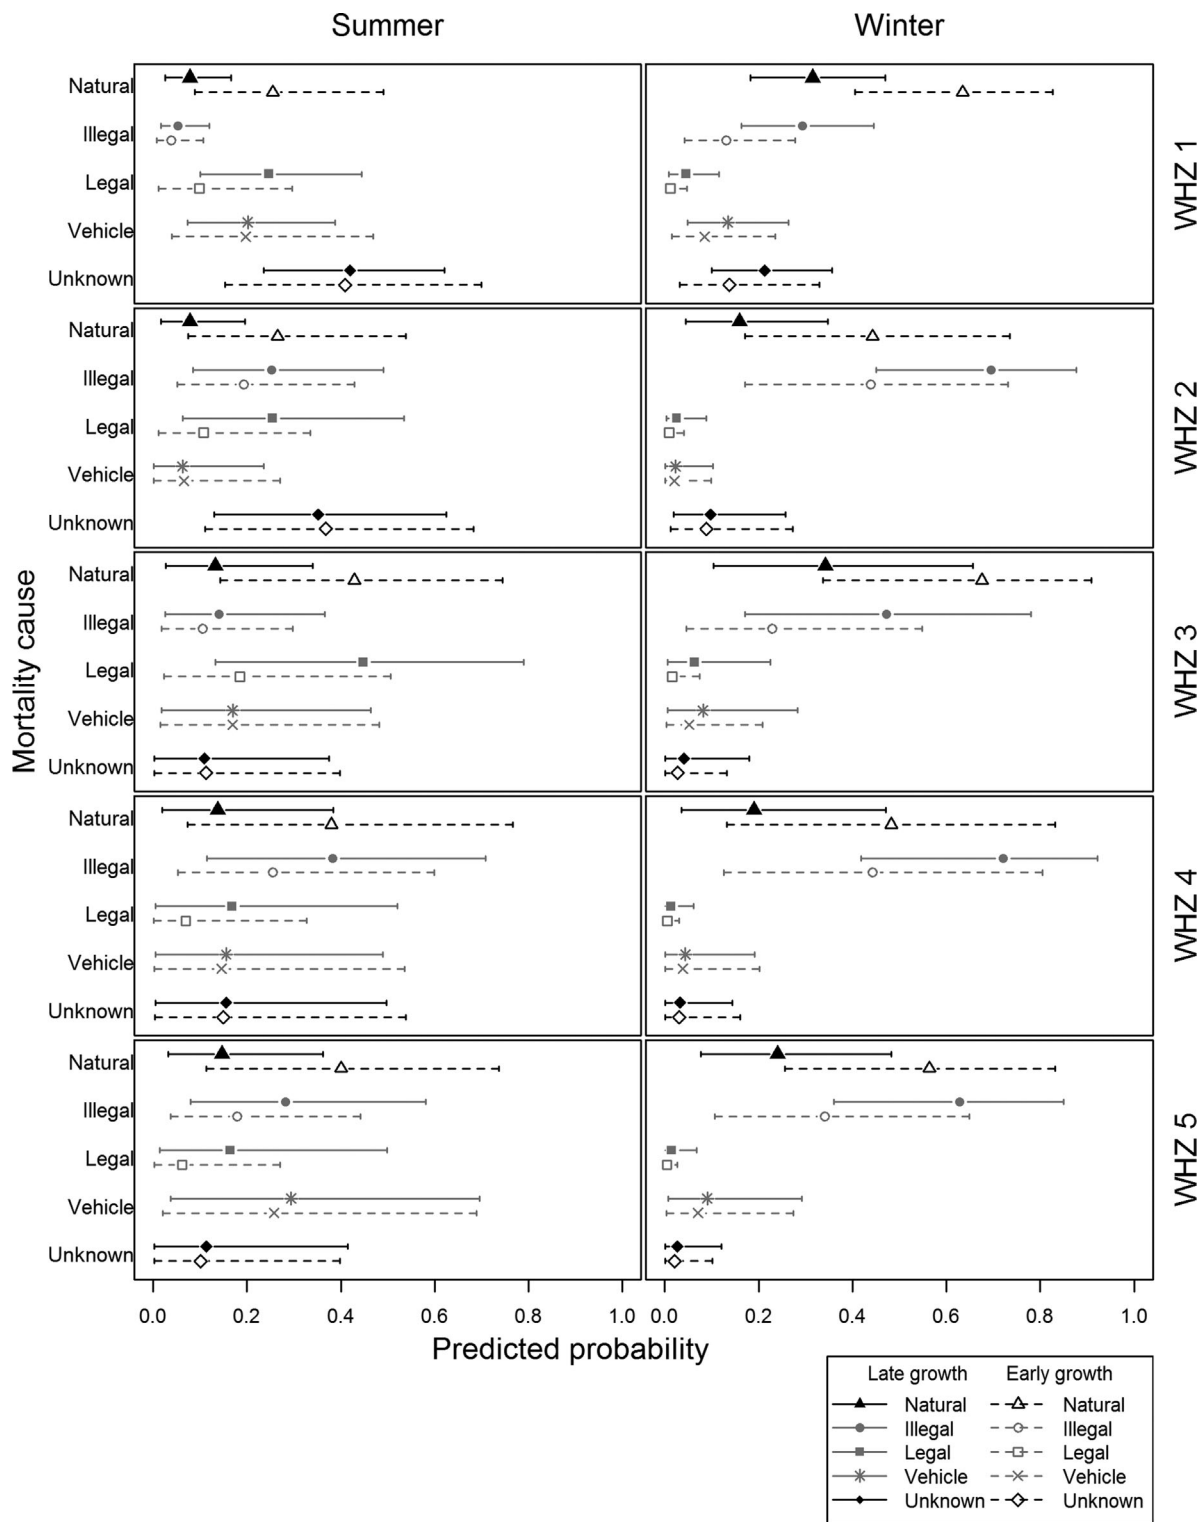 Summer Winter
Natural
Illegal
Legal
Vehicle
Unknown
WHZ 1
Natural
Illegal
Legal
Vehicle
Unknown
WHZ 2
Natural
Illegal
Legal
Vehicle
Unknown
WHZ 3
Natural
Illegal
Legal
Vehicle
Unknown
WHZ 4
Natural
Illegal
Legal
Vehicle
Unknown
WHZ 5
Mortality cause
0.0 0.2 0.4 0.6 0.8 1.0 0.0 0.2 0.4 0.6 0.8 1.0
Predicted probability
Late growth Early growth
Natural Natural
Illegal Illegal
Legal Legal
Vehicle Vehicle
Unknown Unknown